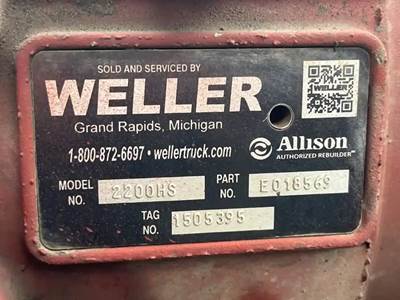 SOLD AND SERVICED BY
WELLER
Grand Rapids, Michigan
1-800-872-6697 • wellertruck.com
Allison
AUTHORIZED REBUILDER™
MODEL NO. 2200HS PART NO. E018569
TAG NO. 1505395